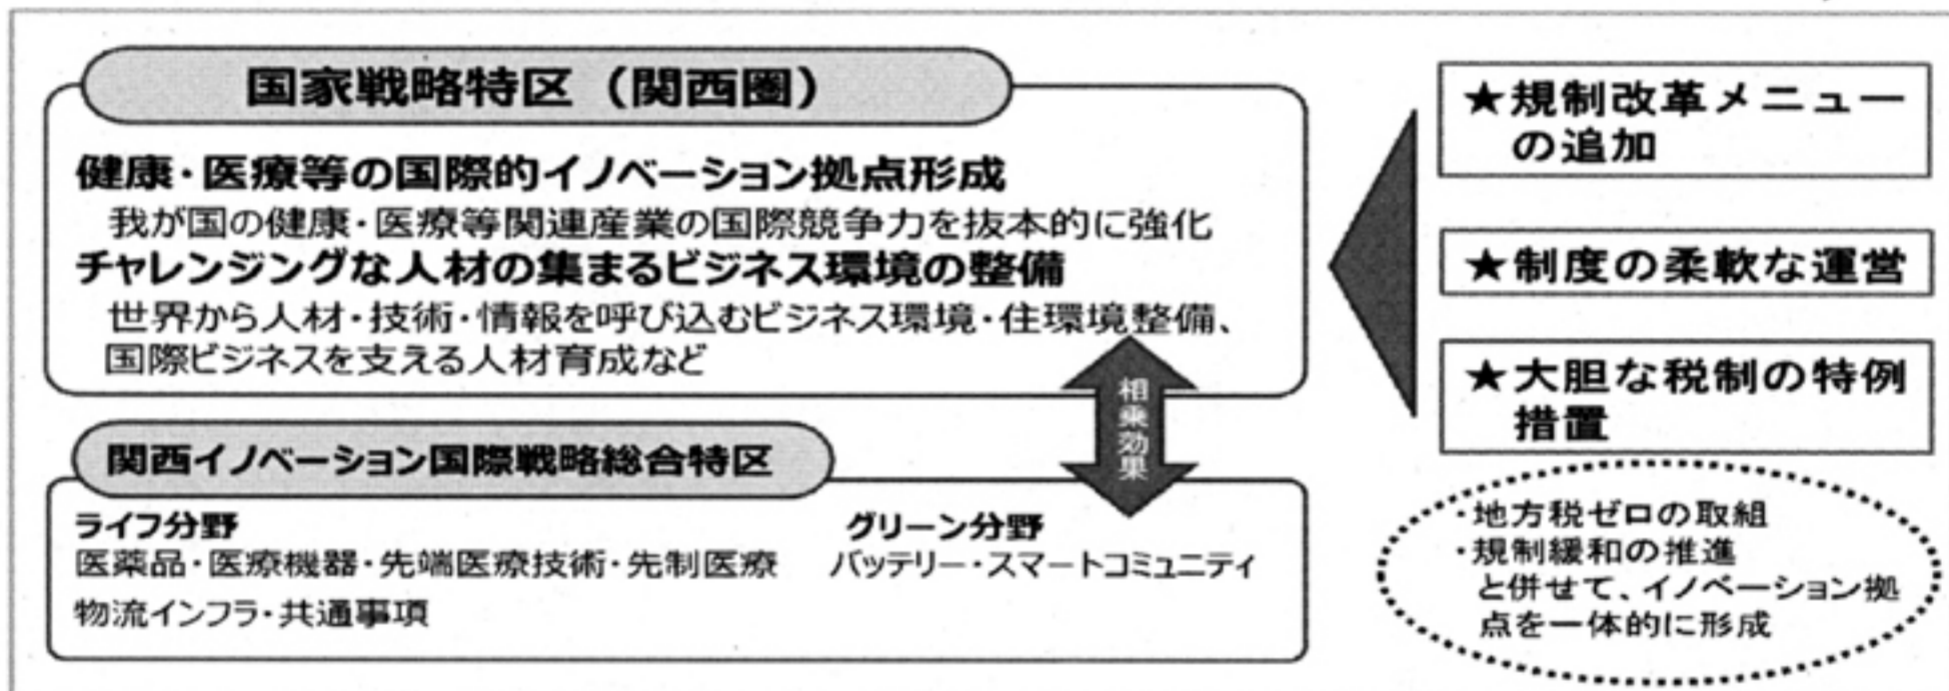 国家戦略特区（関西圏）
健康・医療等の国際的イノベーション拠点形成
我が国の健康・医療等関連産業の国際競争力を抜本的に強化
チャレンジングな人材の集まるビジネス環境の整備
世界から人材・技術・情報を呼び込むビジネス環境・住環境整備、
国際ビジネスを支える人材育成など
相乗効果
関西イノベーション国際戦略総合特区
ライフ分野
医薬品・医療機器・先端医療技術・先制医療
物流インフラ・共通事項
グリーン分野
バッテリー・スマートコミュニティ
★規制改革メニュー
の追加
★制度の柔軟な運営
★大胆な税制の特例
措置
・地方税ゼロの取組
・規制緩和の推進
と併せて、イノベーション拠
点を一体的に形成